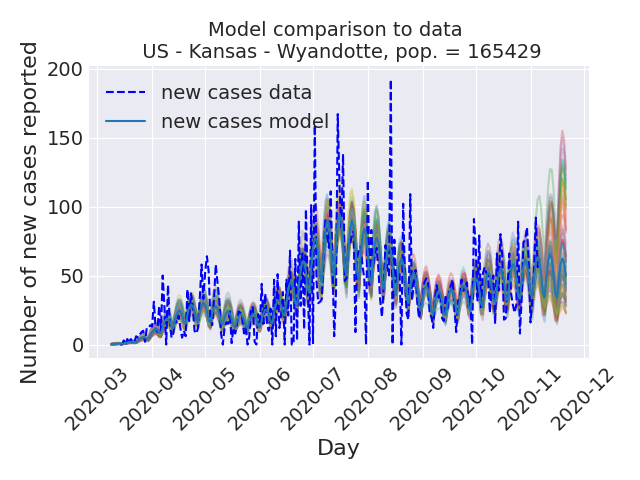 Model comparison to data
US - Kansas - Wyandotte, pop. = 165429
Number of new cases reported
200
150
100
50
0
new cases data
new cases model
2020-03
2020-04
2020-05
2020-06
2020-07
2020-08
2020-09
2020-10
2020-11
2020-12
Day